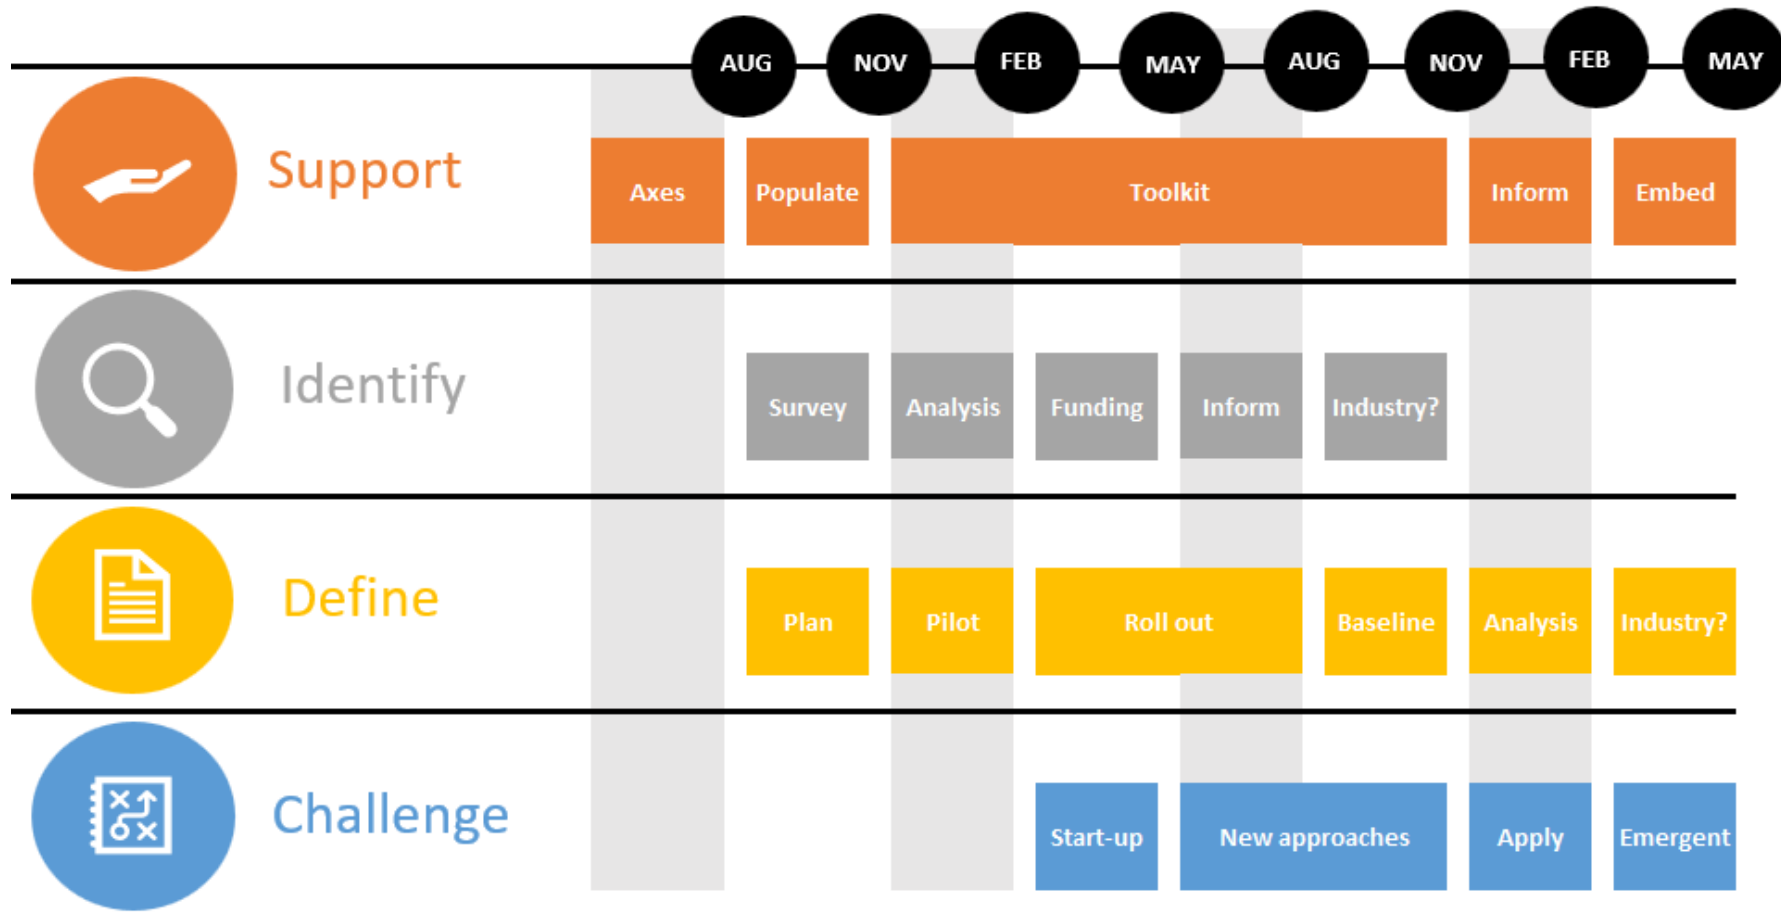 AUG NOV FEB MAY AUG NOV FEB MAY
Support
Axes Populate Toolkit Inform Embed
Identify
Survey Analysis Funding Inform Industry?
Define
Plan Pilot Roll out Baseline Analysis Industry?
Challenge
Start-up New approaches Apply Emergent